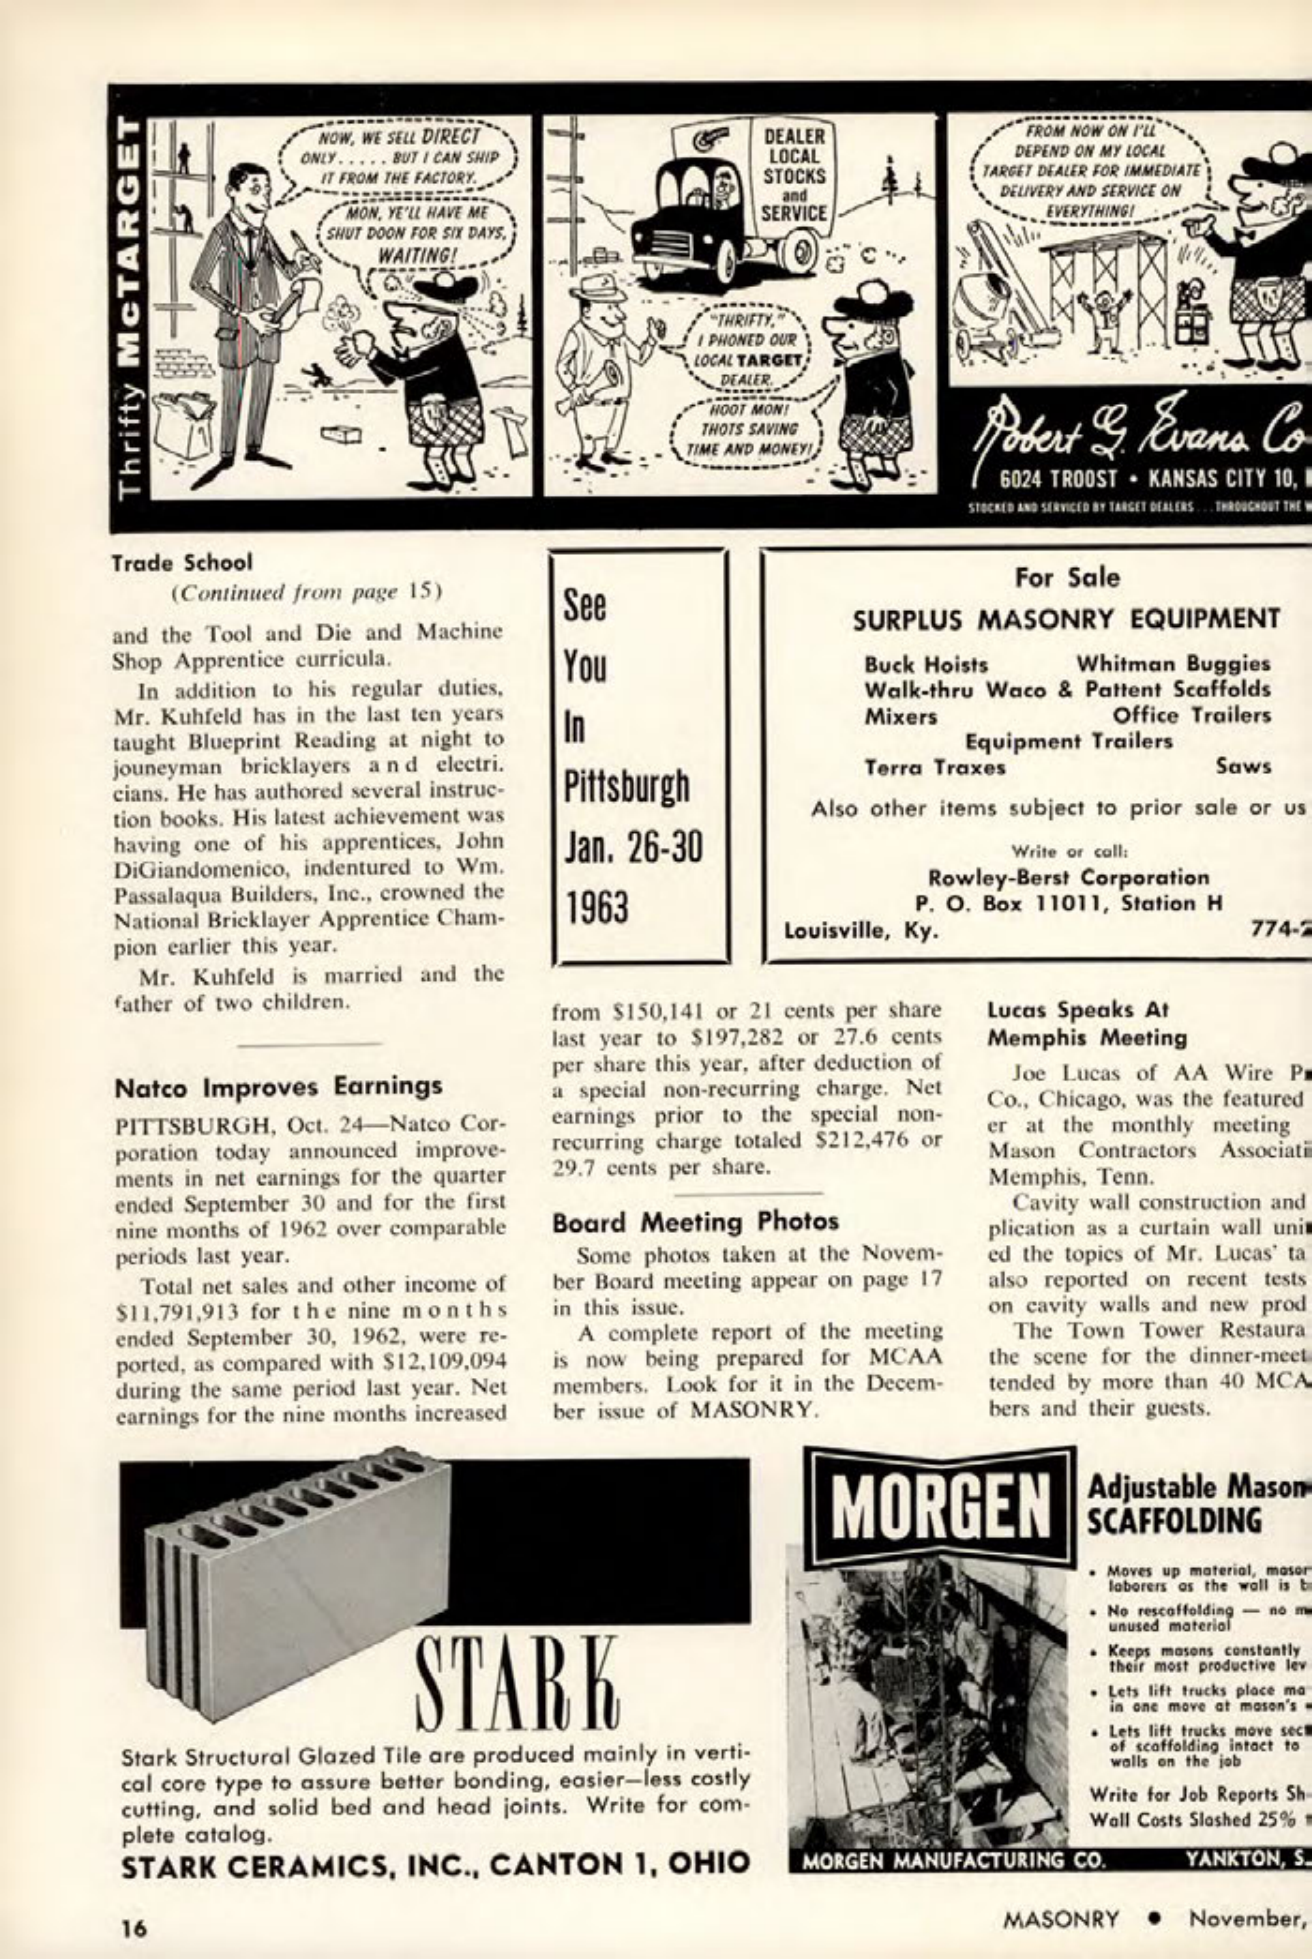 Thrifty McTARGET
NOW, WE SELL DIRECT
ONLY..... BUT I CAN SHIP
IT FROM THE FACTORY.
MON, YE'LL HAVE ME
SHUT DOON FOR SIX DAYS,
WAITING!
DEALER
LOCAL
STOCKS
and
SERVICE
"THRIFTY,"
I PHONED OUR
LOCAL TARGET
DEALER.
HOOT MON!
THOTS SAVING
TIME AND MONEY!
FROM NOW ON I'LL
DEPEND ON MY LOCAL
TARGET DEALER FOR IMMEDIATE
DELIVERY AND SERVICE ON
EVERYTHING!
Robert G. Evans Co
6024 TROOST • KANSAS CITY 10,
STOCKED AND SERVICED BY TARGET DEALERS . . . THROUGHOUT THE
Trade School
(Continued from page 15)
and the Tool and Die and Machine
Shop Apprentice curricula.
In addition to his regular duties,
Mr. Kuhfeld has in the last ten years
taught Blueprint Reading at night to
jouneyman bricklayers and electri.
cians. He has authored several instruc-
tion books. His latest achievement was
having one of his apprentices, John
DiGiandomenico, indentured to Wm.
Passalaqua Builders, Inc., crowned the
National Bricklayer Apprentice Cham-
pion earlier this year.
Mr. Kuhfeld is married and the
father of two children.
Natco Improves Earnings
PITTSBURGH, Oct. 24—Natco Cor-
poration today announced improve-
ments in net earnings for the quarter
ended September 30 and for the first
nine months of 1962 over comparable
periods last year.
Total net sales and other income of
$11,791,913 for the nine months
ended September 30, 1962, were re-
ported, as compared with $12,109,094
during the same period last year. Net
earnings for the nine months increased
See
You
In
Pittsburgh
Jan. 26-30
1963
For Sale
SURPLUS MASONRY EQUIPMENT
Buck Hoists Whitman Buggies
Walk-thru Waco & Pattent Scaffolds
Mixers Office Trailers
Equipment Trailers
Terra Traxes Saws
Also other items subject to prior sale or us
Write or call:
Rowley-Berst Corporation
P. O. Box 11011, Station H
Louisville, Ky. 774-
from $150,141 or 21 cents per share
last year to $197,282 or 27.6 cents
per share this year, after deduction of
a special non-recurring charge. Net
earnings prior to the special non-
recurring charge totaled $212,476 or
29.7 cents per share.
Board Meeting Photos
Some photos taken at the Novem-
ber Board meeting appear on page 17
in this issue.
A complete report of the meeting
is now being prepared for MCAA
members. Look for it in the Decem-
ber issue of MASONRY.
Lucas Speaks At
Memphis Meeting
Joe Lucas of AA Wire P
Co., Chicago, was the featured
er at the monthly meeting
Mason Contractors Associati
Memphis, Tenn.
Cavity wall construction and
plication as a curtain wall uni
ed the topics of Mr. Lucas' ta
also reported on recent tests
on cavity walls and new prod
The Town Tower Restaura
the scene for the dinner-meet
tended by more than 40 MCA
bers and their guests.
STARK
Stark Structural Glazed Tile are produced mainly in verti-
cal core type to assure better bonding, easier—less costly
cutting, and solid bed and head joints. Write for com-
plete catalog.
STARK CERAMICS, INC., CANTON 1, OHIO
MORGEN
Adjustable Mason
SCAFFOLDING
• Moves up material, mason
laborers as the wall is b
• No rescaffolding — no m
unused material
• Keeps masons constantly
their most productive lev
• Lets lift trucks place ma
in one move at mason's
• Lets lift trucks move sec
of scaffolding intact to
walls on the job
Write for Job Reports Sh
Wall Costs Slashed 25%
MORGEN MANUFACTURING CO. YANKTON, S.
16
MASONRY • November,